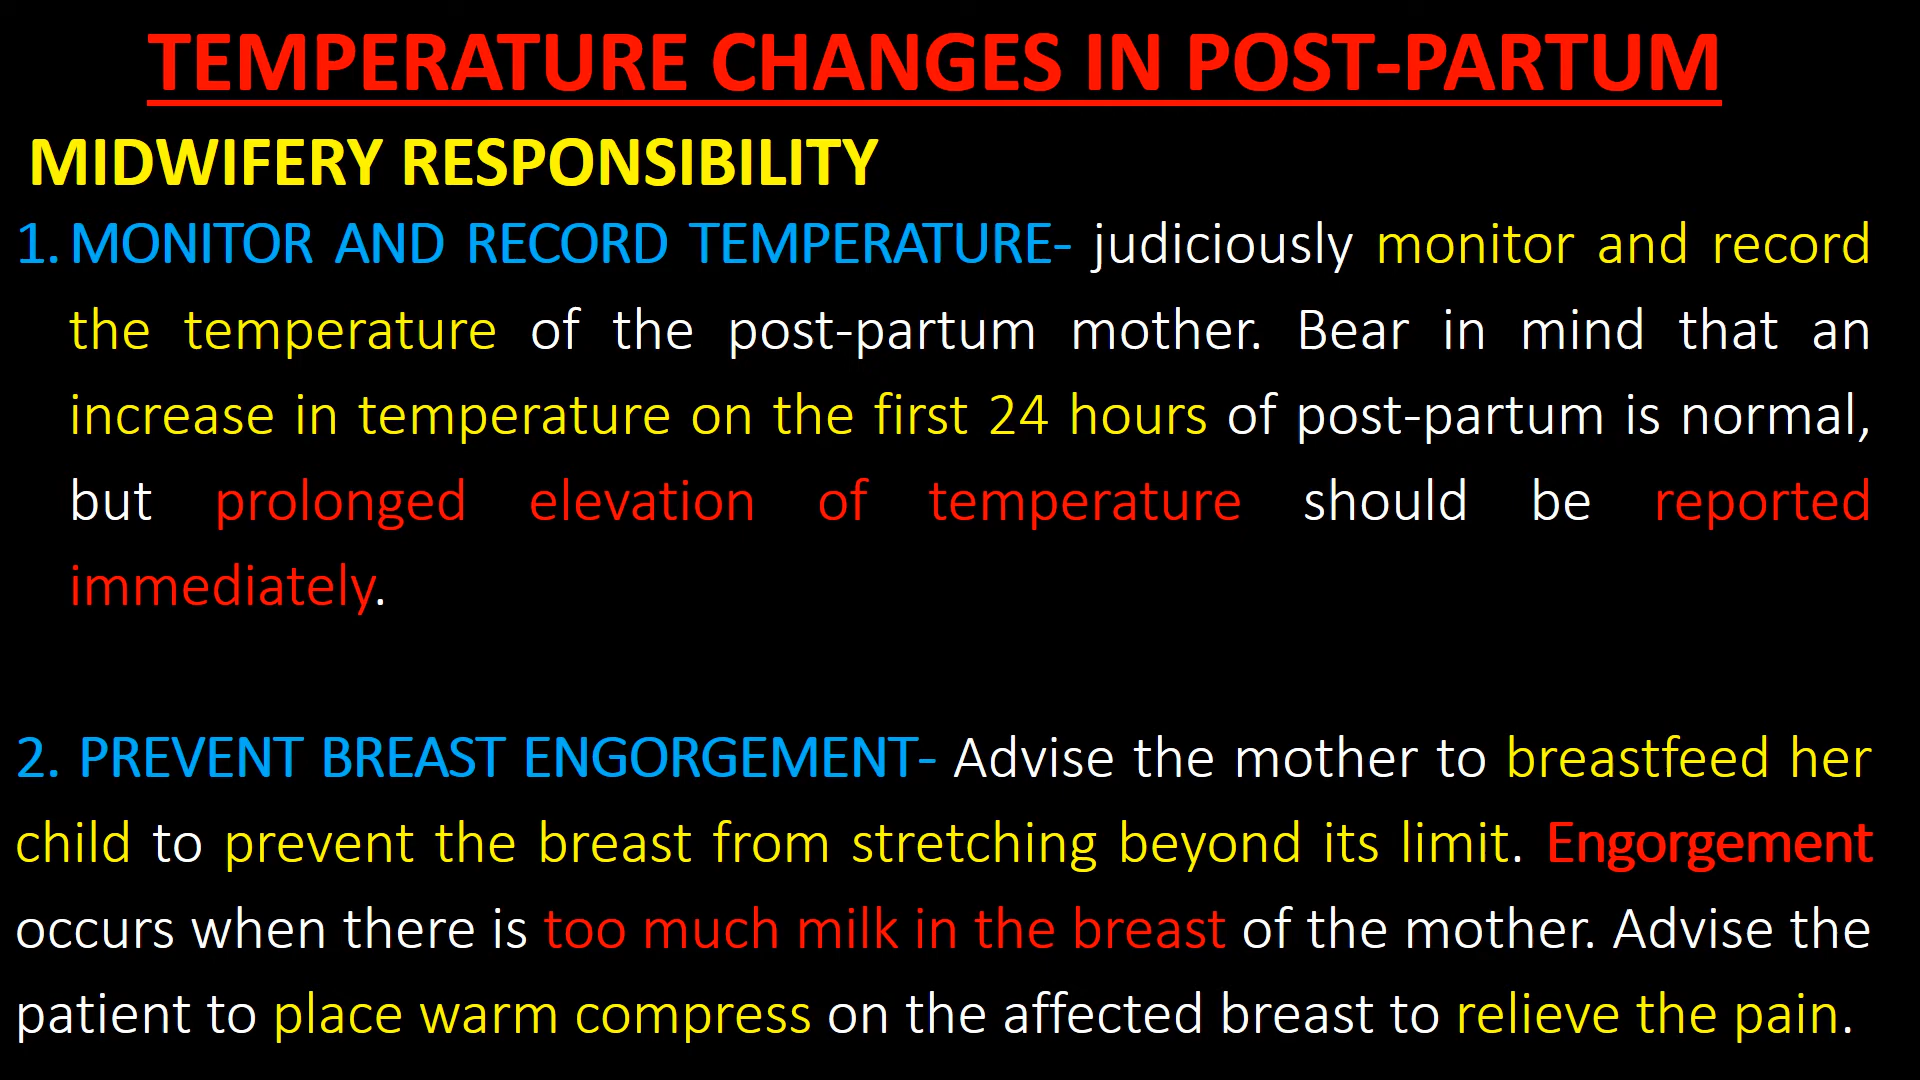 TEMPERATURE CHANGES IN POST-PARTUM
MIDWIFERY RESPONSIBILITY
1. MONITOR AND RECORD TEMPERATURE- judiciously monitor and record
the temperature of the post-partum mother. Bear in mind that an
increase in temperature on the first 24 hours of post-partum is normal,
but prolonged elevation of temperature should be reported
immediately.
2. PREVENT BREAST ENGORGEMENT- Advise the mother to breastfeed her
child to prevent the breast from stretching beyond its limit. Engorgement
occurs when there is too much milk in the breast of the mother. Advise the
patient to place warm compress on the affected breast to relieve the pain.